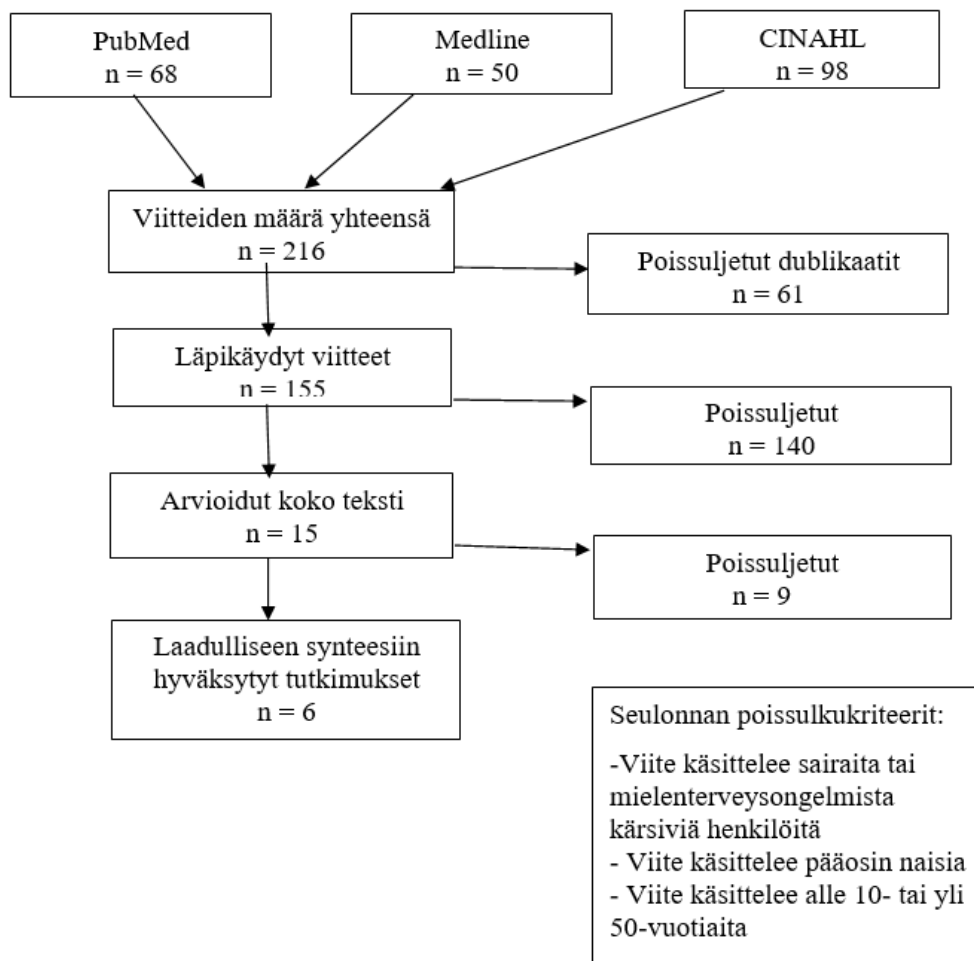 PubMed
n = 68
Medline
n = 50
CINAHL
n = 98
Viitteiden määrä yhteensä
n = 216
Poissuljetut dublikaatit
n = 61
Läpikäydyt viitteet
n = 155
Poissuljetut
n = 140
Arvioidut koko teksti
n = 15
Poissuljetut
n = 9
Laadulliseen synteesiin
hyväksytyt tutkimukset
n = 6
Seulonnan poissulkukriteerit:
-Viite käsittelee sairaita tai
mielenterveysongelmista
kärsiviä henkilöitä
- Viite käsittelee pääosin naisia
- Viite käsittelee alle 10- tai yli
50-vuotiaita